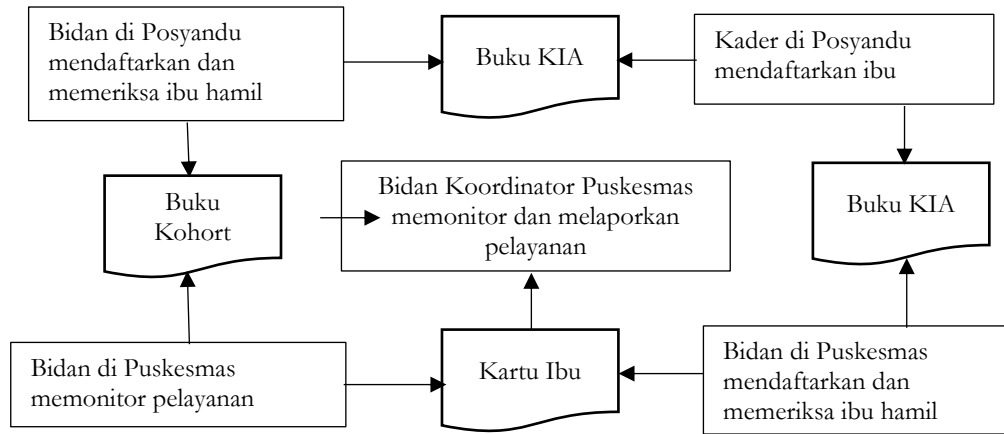 Bidan di Posyandu
mendaftarkan dan
memeriksa ibu hamil
Buku KIA
Kader di Posyandu
mendaftarkan ibu
Buku
Kohort
Bidan Koordinator Puskesmas
memonitor dan melaporkan
pelayanan
Buku KIA
Bidan di Puskesmas
memonitor pelayanan
Kartu Ibu
Bidan di Puskesmas
mendaftarkan dan
memeriksa ibu hamil